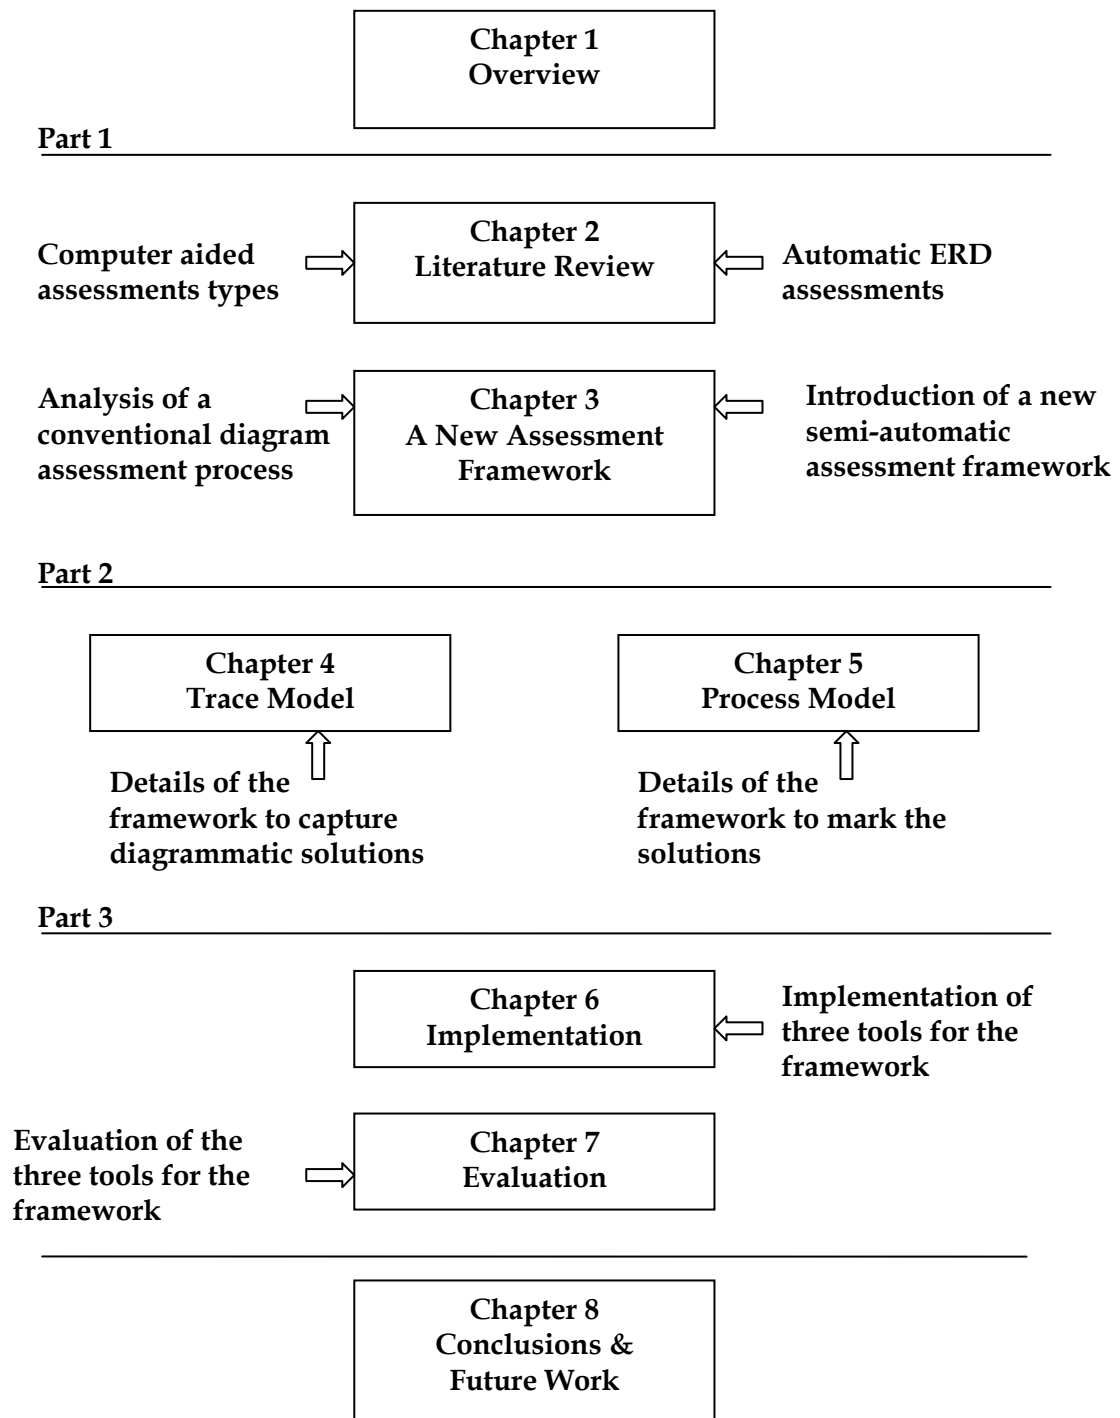 Chapter 1
Overview
Part 1
Computer aided
assessments types
Chapter 2
Literature Review
Automatic ERD
assessments
Analysis of a
conventional diagram
assessment process
Chapter 3
A New Assessment
Framework
Introduction of a new
semi-automatic
assessment framework
Part 2
Chapter 4
Trace Model
Details of the
framework to capture
diagrammatic solutions
Chapter 5
Process Model
Details of the
framework to mark the
solutions
Part 3
Chapter 6
Implementation
Implementation of
three tools for the
framework
Evaluation of the
three tools for the
framework
Chapter 7
Evaluation
Chapter 8
Conclusions &
Future Work